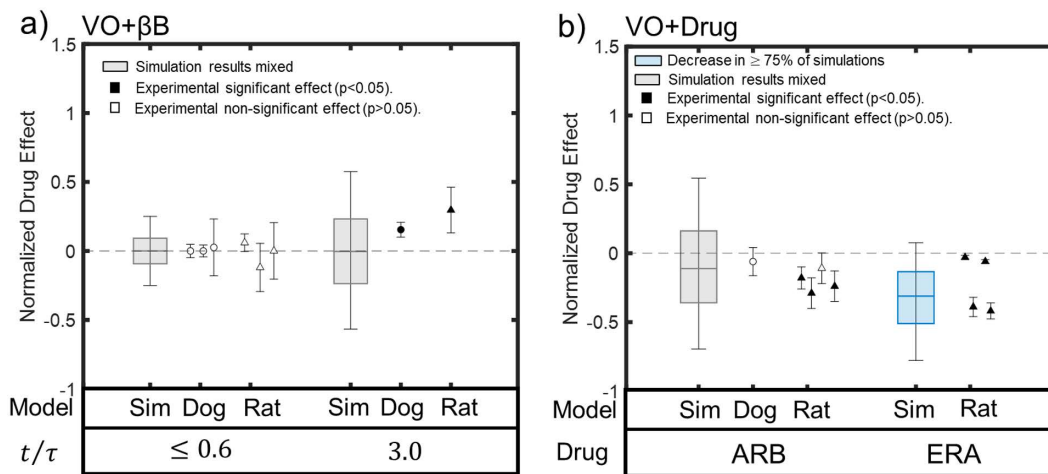 a) VO+βB
1.5
1
0.5
0
-0.5
-1
Normalized Drug Effect
Simulation results mixed
Experimental significant effect (p<0.05).
Experimental non-significant effect (p>0.05).
Model Sim Dog Rat Sim Dog Rat
t/τ ≤ 0.6 3.0
b) VO+Drug
1.5
1
0.5
0
-0.5
-1
Normalized Drug Effect
Decrease in ≥ 75% of simulations
Simulation results mixed
Experimental significant effect (p<0.05).
Experimental non-significant effect (p>0.05).
Model Sim Dog Rat Sim Rat
Drug ARB ERA